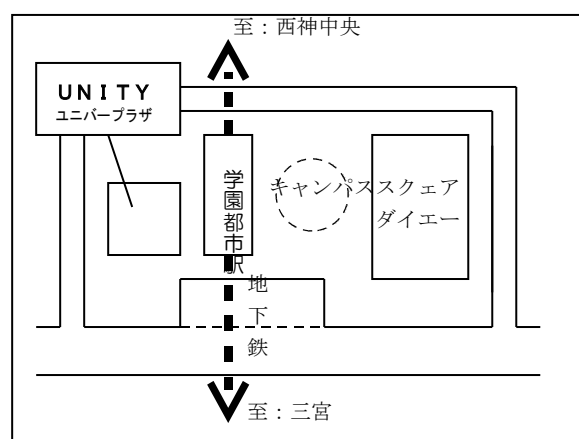 至：西神中央
ＵＮＩＴＹ
ユニバープラザ
学園都市駅
キャンパススクェア
ダイエー
地下鉄
至：三宮